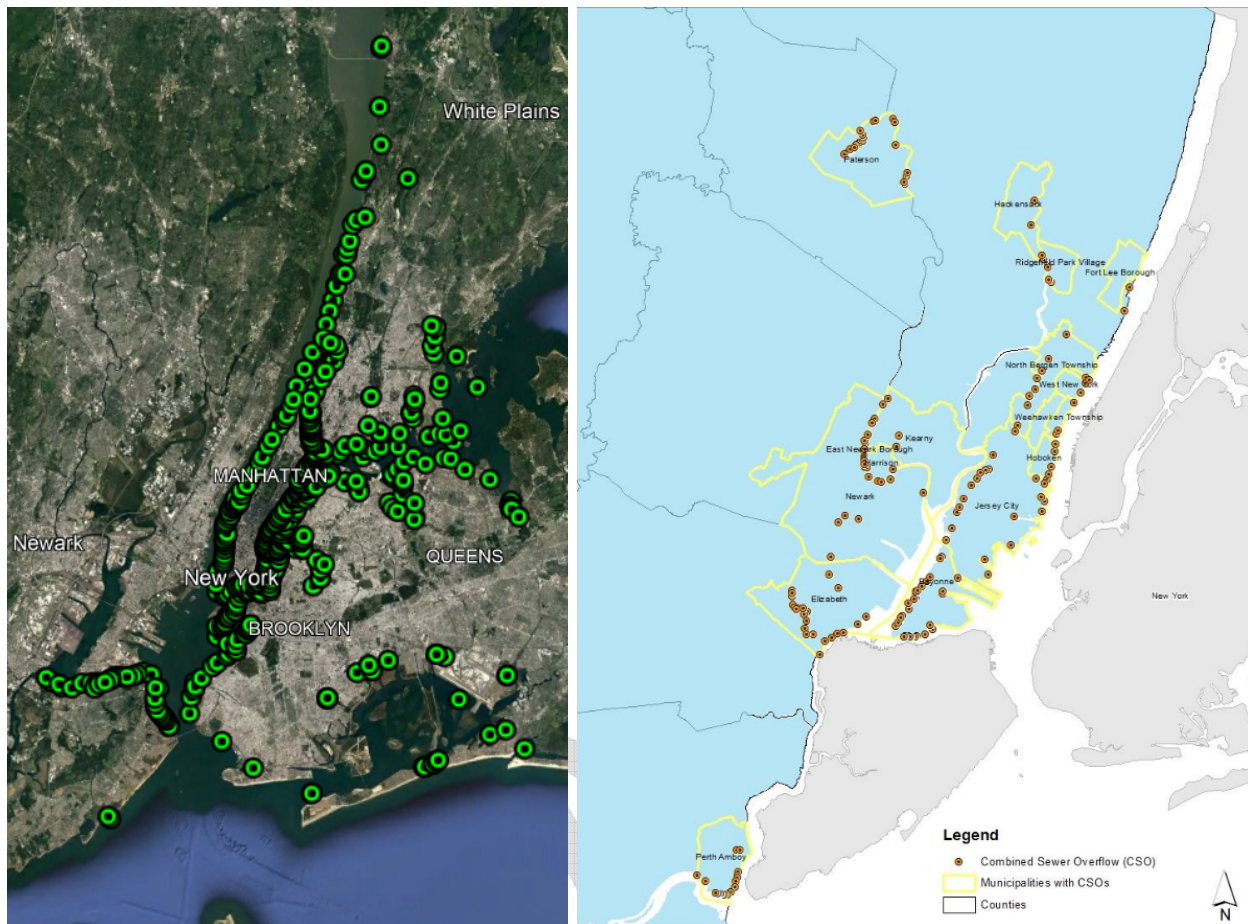 White Plains
MANHATTAN
Newark
QUEENS
New York
BROOKLYN
Paterson
Hackensack
Ridgefield Park Village
Fort Lee Borough
North Bergen Township
West New York
Weehawken Township
Kearny
East Newark Borough
Harrison
Hoboken
Newark
Jersey City
Bayonne
Elizabeth
New York
Perth Amboy
Legend
Combined Sewer Overflow (CSO)
Municipalities with CSOs
Counties
N